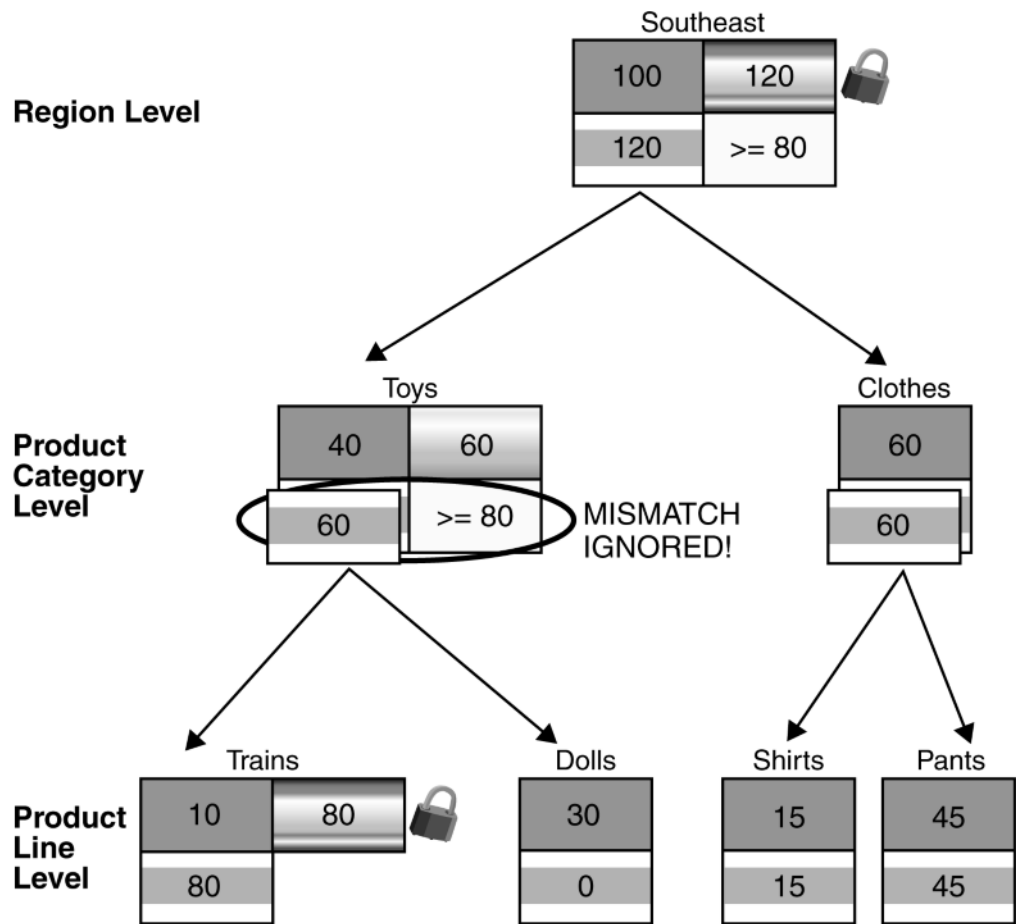 Southeast
100 120
Region Level
120 >= 80
Toys Clothes
Product
Category
Level
40 60 60
60 >= 80 MISMATCH
IGNORED!
60
Trains Dolls Shirts Pants
Product
Line
Level
10 80 30 15 45
80 0 15 45